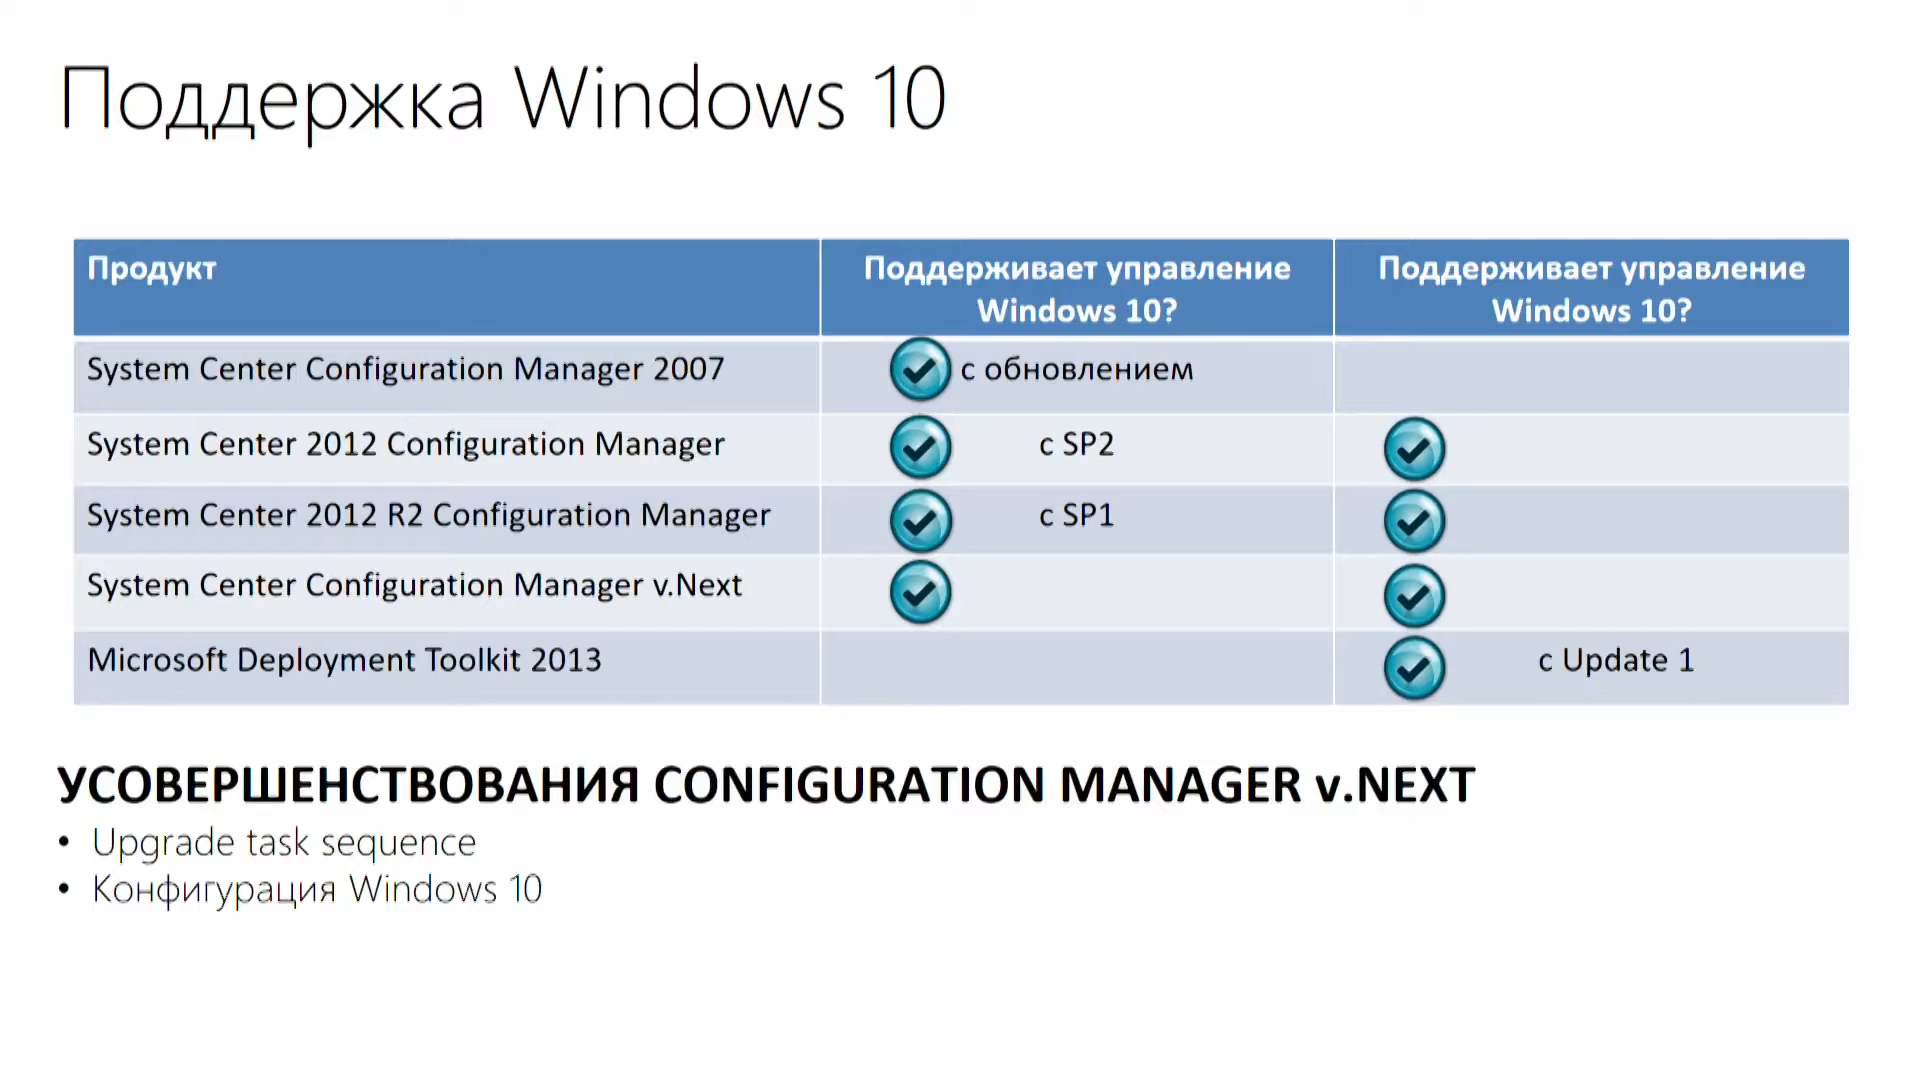 Поддержка Windows 10
Продукт
Поддерживает управление
Windows 10?
Поддерживает управление
Windows 10?
System Center Configuration Manager 2007
с обновлением
System Center 2012 Configuration Manager
с SP2
System Center 2012 R2 Configuration Manager
с SP1
System Center Configuration Manager v.Next
Microsoft Deployment Toolkit 2013
с Update 1
УСОВЕРШЕНСТВОВАНИЯ CONFIGURATION MANAGER v.NEXT
• Upgrade task sequence
• Конфигурация Windows 10